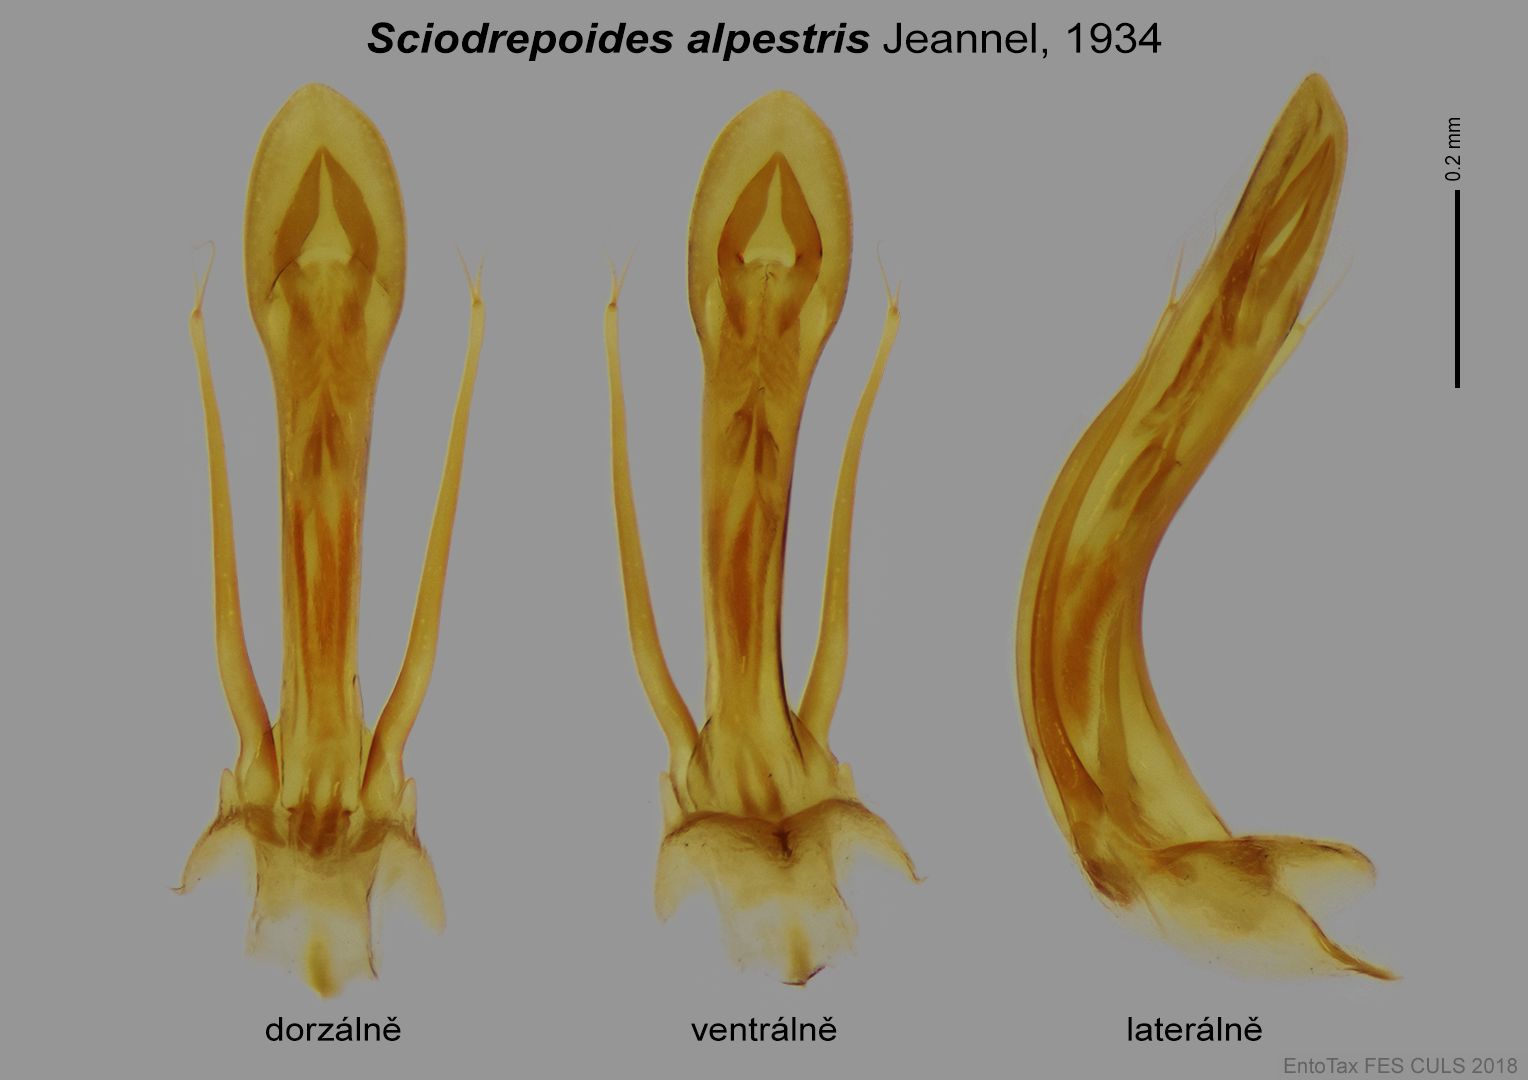 Sciodrepoides alpestris Jeannel, 1934
0.2 mm
dorzálně
ventrálně
laterálně
EntoTax FES CULS 2018